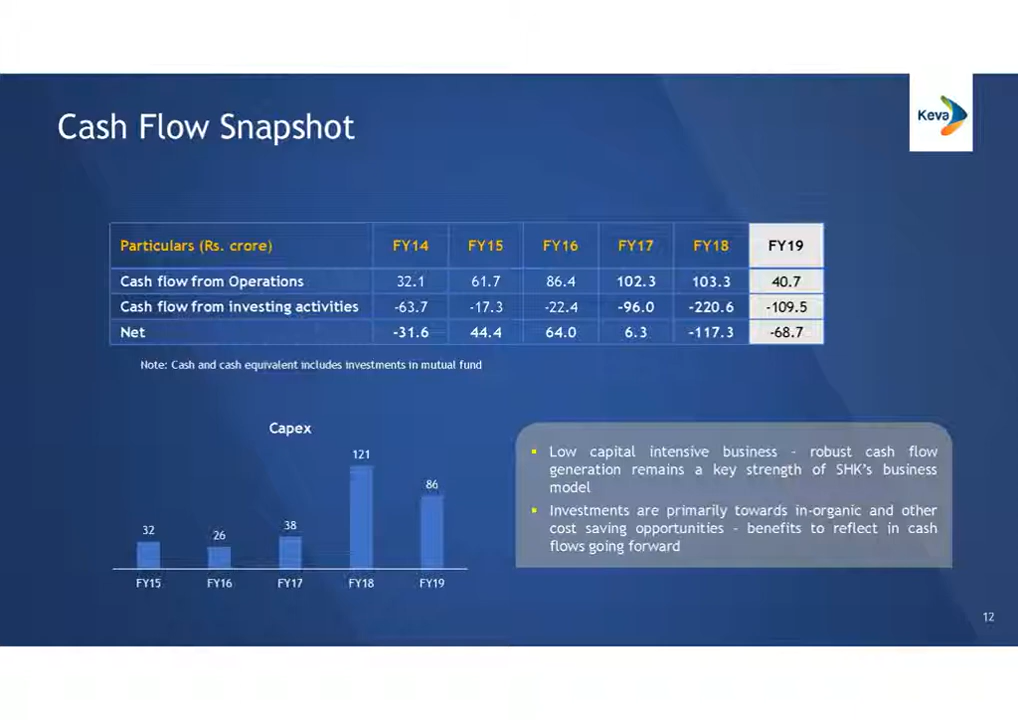 Cash Flow Snapshot
Keva
Particulars (Rs. crore) FY14 FY15 FY16 FY17 FY18 FY19
Cash flow from Operations 32.1 61.7 86.4 102.3 103.3 40.7
Cash flow from investing activities -63.7 -17.3 -22.4 -96.0 -220.6 -109.5
Net -31.6 44.4 64.0 6.3 -117.3 -68.7
Note: Cash and cash equivalent includes investments in mutual fund
Capex
32 26 38 121 86
FY15 FY16 FY17 FY18 FY19
▪ Low capital intensive business - robust cash flow
generation remains a key strength of SHK's business
model
▪ Investments are primarily towards in-organic and other
cost saving opportunities - benefits to reflect in cash
flows going forward
12